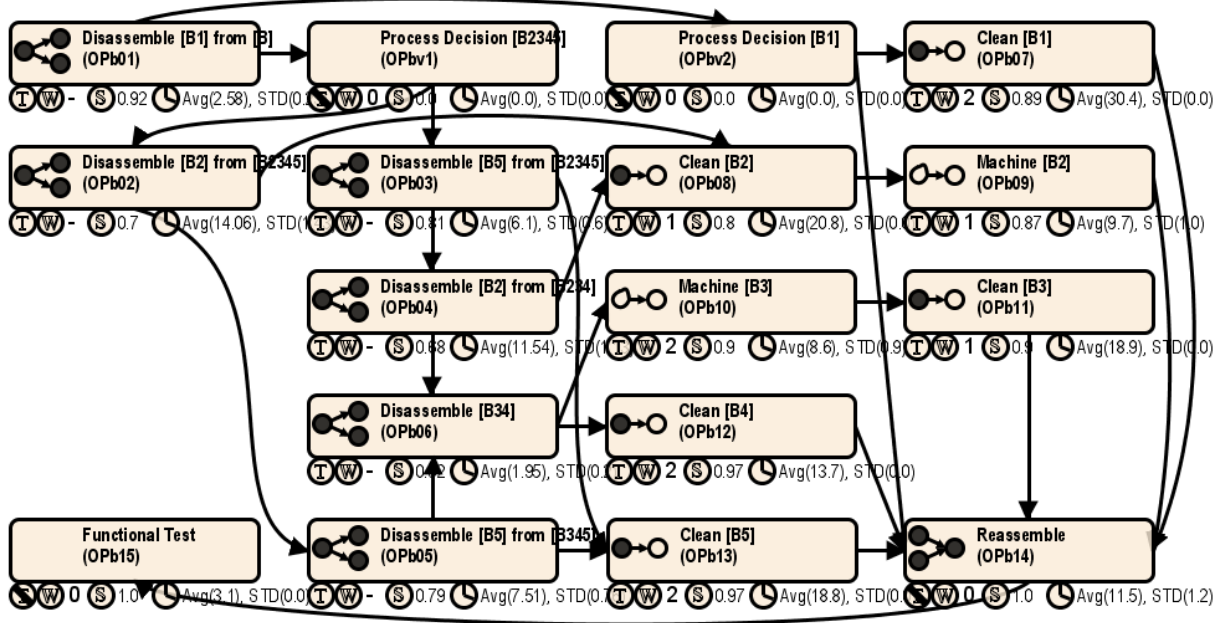 Disassemble [B1] from [B]
(OPb01)
Process Decision [B2345]
(OPbv1)
Process Decision [B1]
(OPbv2)
Clean [B1]
(OPb07)
T W - S 0.92 Avg(2.58), STD(0.
T W 0 S 0.0 Avg(0.0), STD(0.0)
T W 0 S 0.0 Avg(0.0), STD(0.0)
T W 2 S 0.89 Avg(30.4), STD(0.0)
Disassemble [B2] from [B2345]
(OPb02)
Disassemble [B5] from [B2345]
(OPb03)
Clean [B2]
(OPb08)
Machine [B2]
(OPb09)
T W - S 0.7 Avg(14.06), STD(1
T W - S 0.81 Avg(6.1), STD(0.6)
T W 1 S 0.8 Avg(20.8), STD(0.
T W 1 S 0.87 Avg(9.7), STD(1.0)
Disassemble [B2] from [B234]
(OPb04)
Machine [B3]
(OPb10)
Clean [B3]
(OPb11)
T W - S 0.68 Avg(11.54), STD(1
T W 2 S 0.9 Avg(8.6), STD(0.9)
T W 1 S 0.9 Avg(18.9), STD(0.0)
Disassemble [B34]
(OPb06)
Clean [B4]
(OPb12)
T W - S Avg(1.95), STD(0.
T W 2 S 0.97 Avg(13.7), STD(0.0)
Functional Test
(OPb15)
Disassemble [B5] from [B345]
(OPb05)
Clean [B5]
(OPb13)
Reassemble
(OPb14)
T W 0 S 1.0 Avg(3.1), STD(0.0)
T W - S 0.79 Avg(7.51), STD(0.
T W 2 S 0.97 Avg(18.8), STD(0.
T W 0 S 1.0 Avg(11.5), STD(1.2)